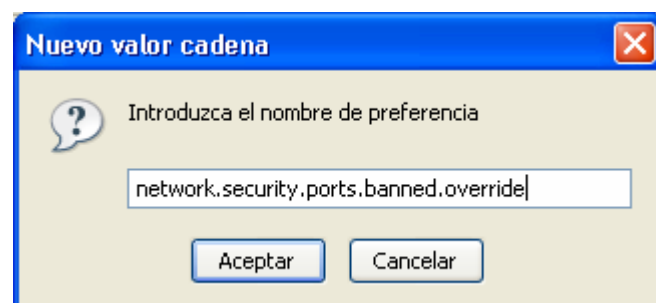 Nuevo valor cadena
Introduzca el nombre de preferencia
network.security.ports.banned.override
Aceptar Cancelar